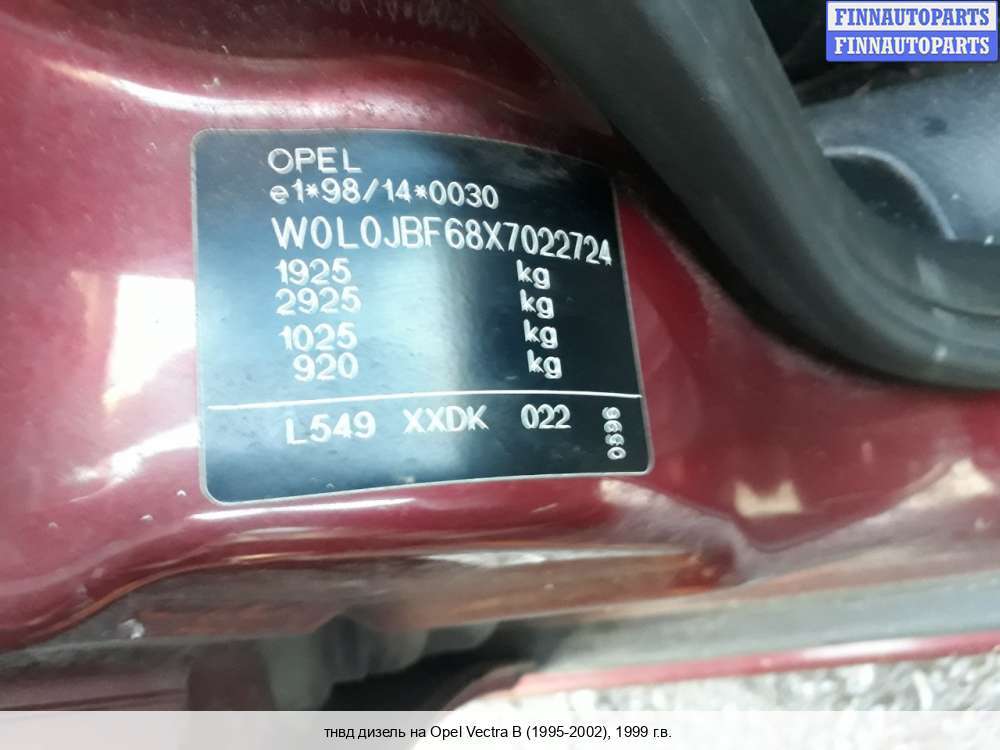 FINNAUTOPARTS
FINNAUTOPARTS
OPEL
e1*98/14*0030
W0L0JBF68X7022724
1925 kg
2925 kg
1025 kg
920 kg
L549 XXDK 022
тнвд дизель на Opel Vectra B (1995-2002), 1999 г.в.